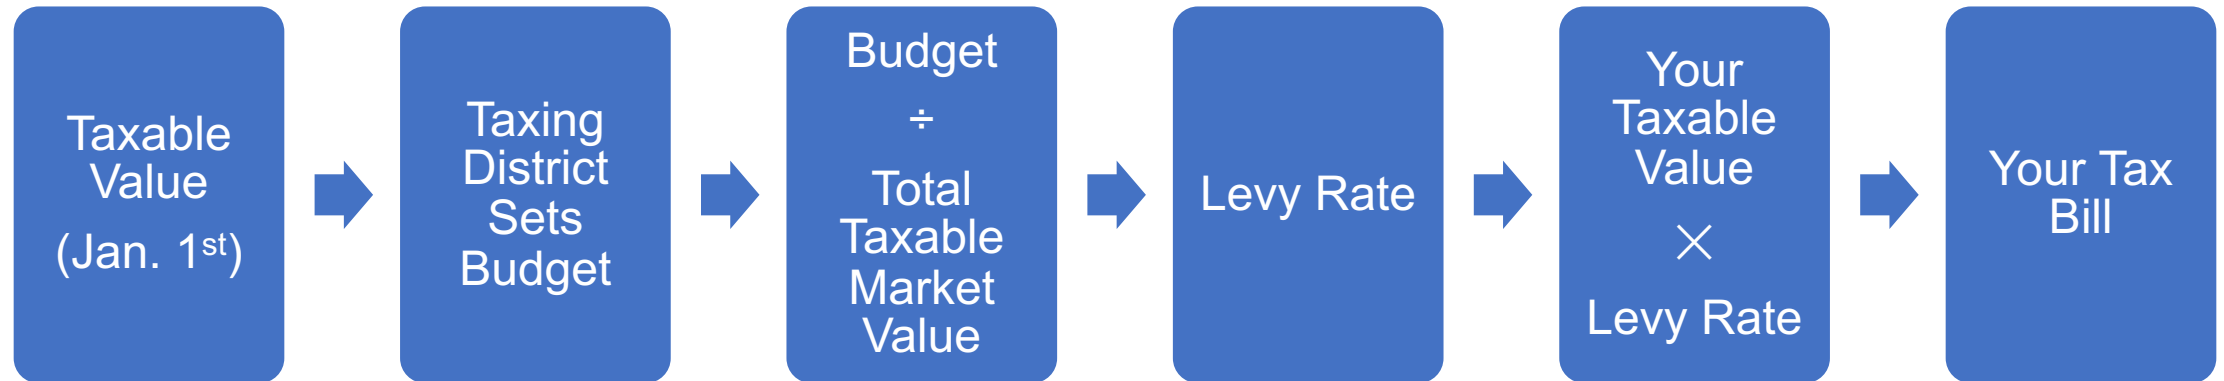 Taxable
Value
(Jan. 1st)
Taxing
District
Sets
Budget
Budget
÷
Total
Taxable
Market
Value
Levy Rate
Your
Taxable
Value
×
Levy Rate
Your Tax
Bill